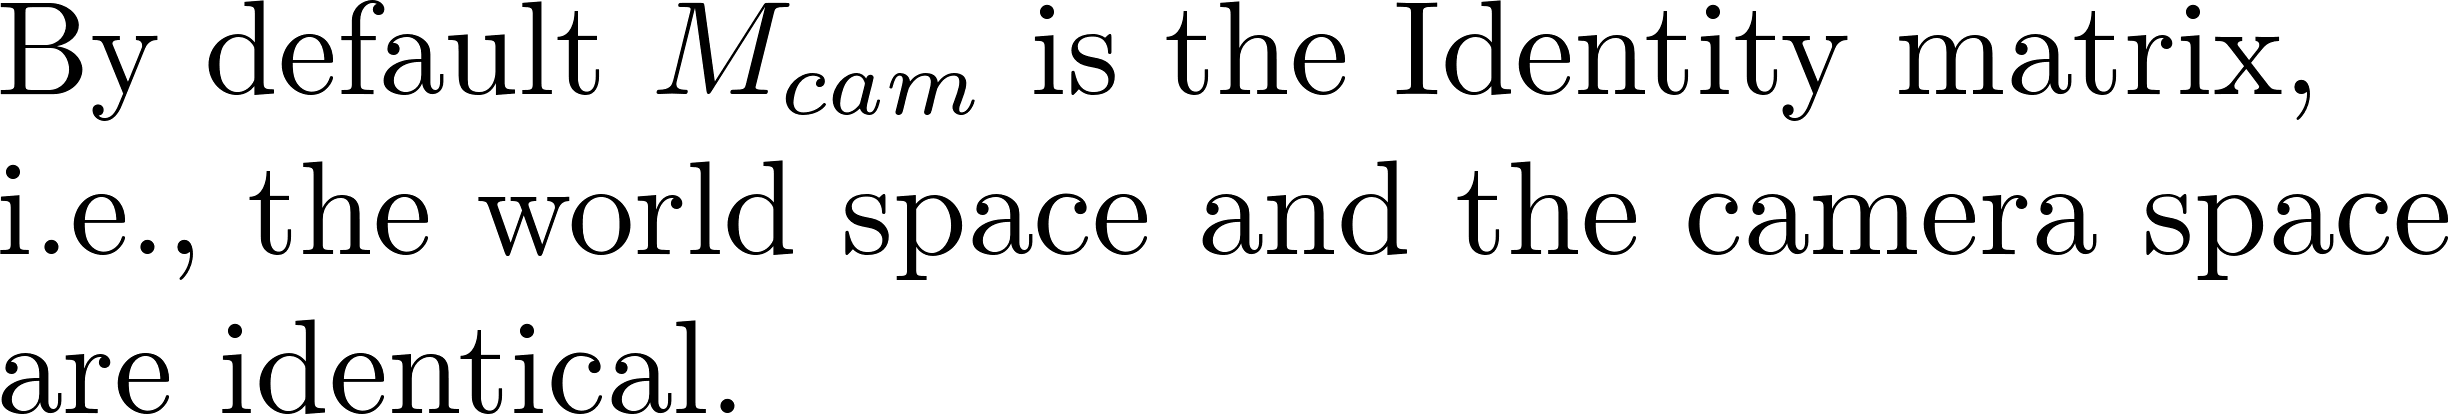 By default $M_{cam}$ is the Identity matrix,
i.e., the world space and the camera space
are identical.